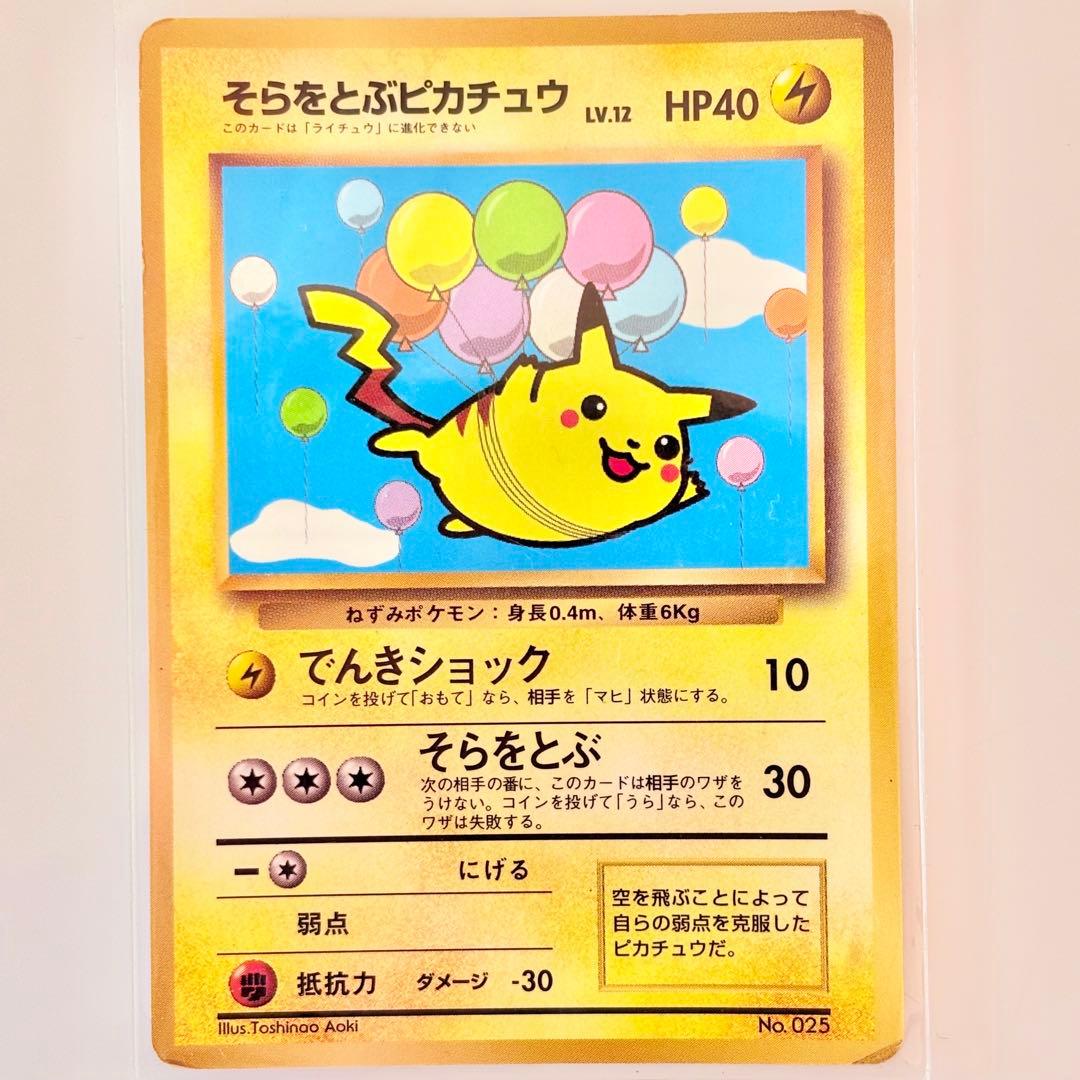 そらをとぶピカチュウ LV.12 HP40
このカードは「ライチュウ」に進化できない
ねずみポケモン：身長0.4m、体重6Kg
でんきショック 10
コインを投げて「おもて」なら、相手を「マヒ」状態にする。
そらをとぶ 30
次の相手の番に、このカードは相手のワザを
うけない。コインを投げて「うら」なら、この
ワザは失敗する。
ー にげる
弱点
抵抗力 ダメージ -30
空を飛ぶことによって
自らの弱点を克服した
ピカチュウだ。
Illus.Toshinao Aoki No. 025